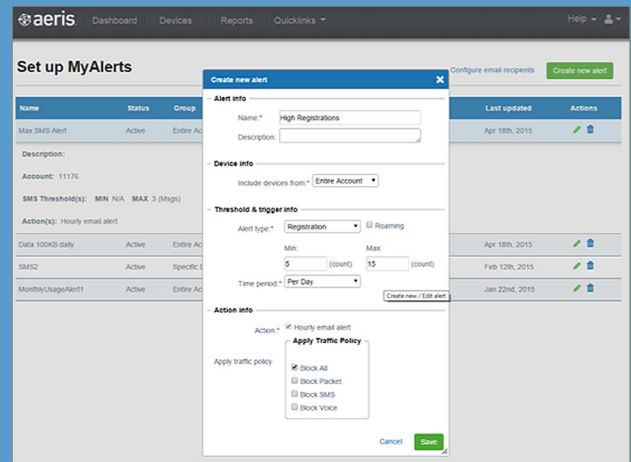 aeris Dashboard Devices Reports Quicklinks Help
Set up MyAlerts
Configure email recipients Create new alert
Name Status Group Last updated Actions
Max SMS Alert Active Entire Ac Apr 18th, 2015
Description:
Account: 11176
SMS Threshold(s): MIN N/A MAX 3 (Msgs)
Action(s): Hourly email alert
Data 100KB daily Active Entire Ac Apr 18th, 2015
SMS2 Active Specific D Feb 12th, 2015
MonthlyUsageAlert1 Active Entire Ac Jan 22nd, 2015
Create new alert
Alert info
Name:* High Registrations
Description:
Device info
Include devices from:* Entire Account
Threshold & trigger info
Alert type:* Registration Roaming
Min: Max:
5 (count) 15 (count)
Time period:* Per Day
Create new / Edit alert
Action info
Action:* Hourly email alert
Apply Traffic Policy
Apply traffic policy
Block All
Block Packet
Block SMS
Block Voice
Cancel Save